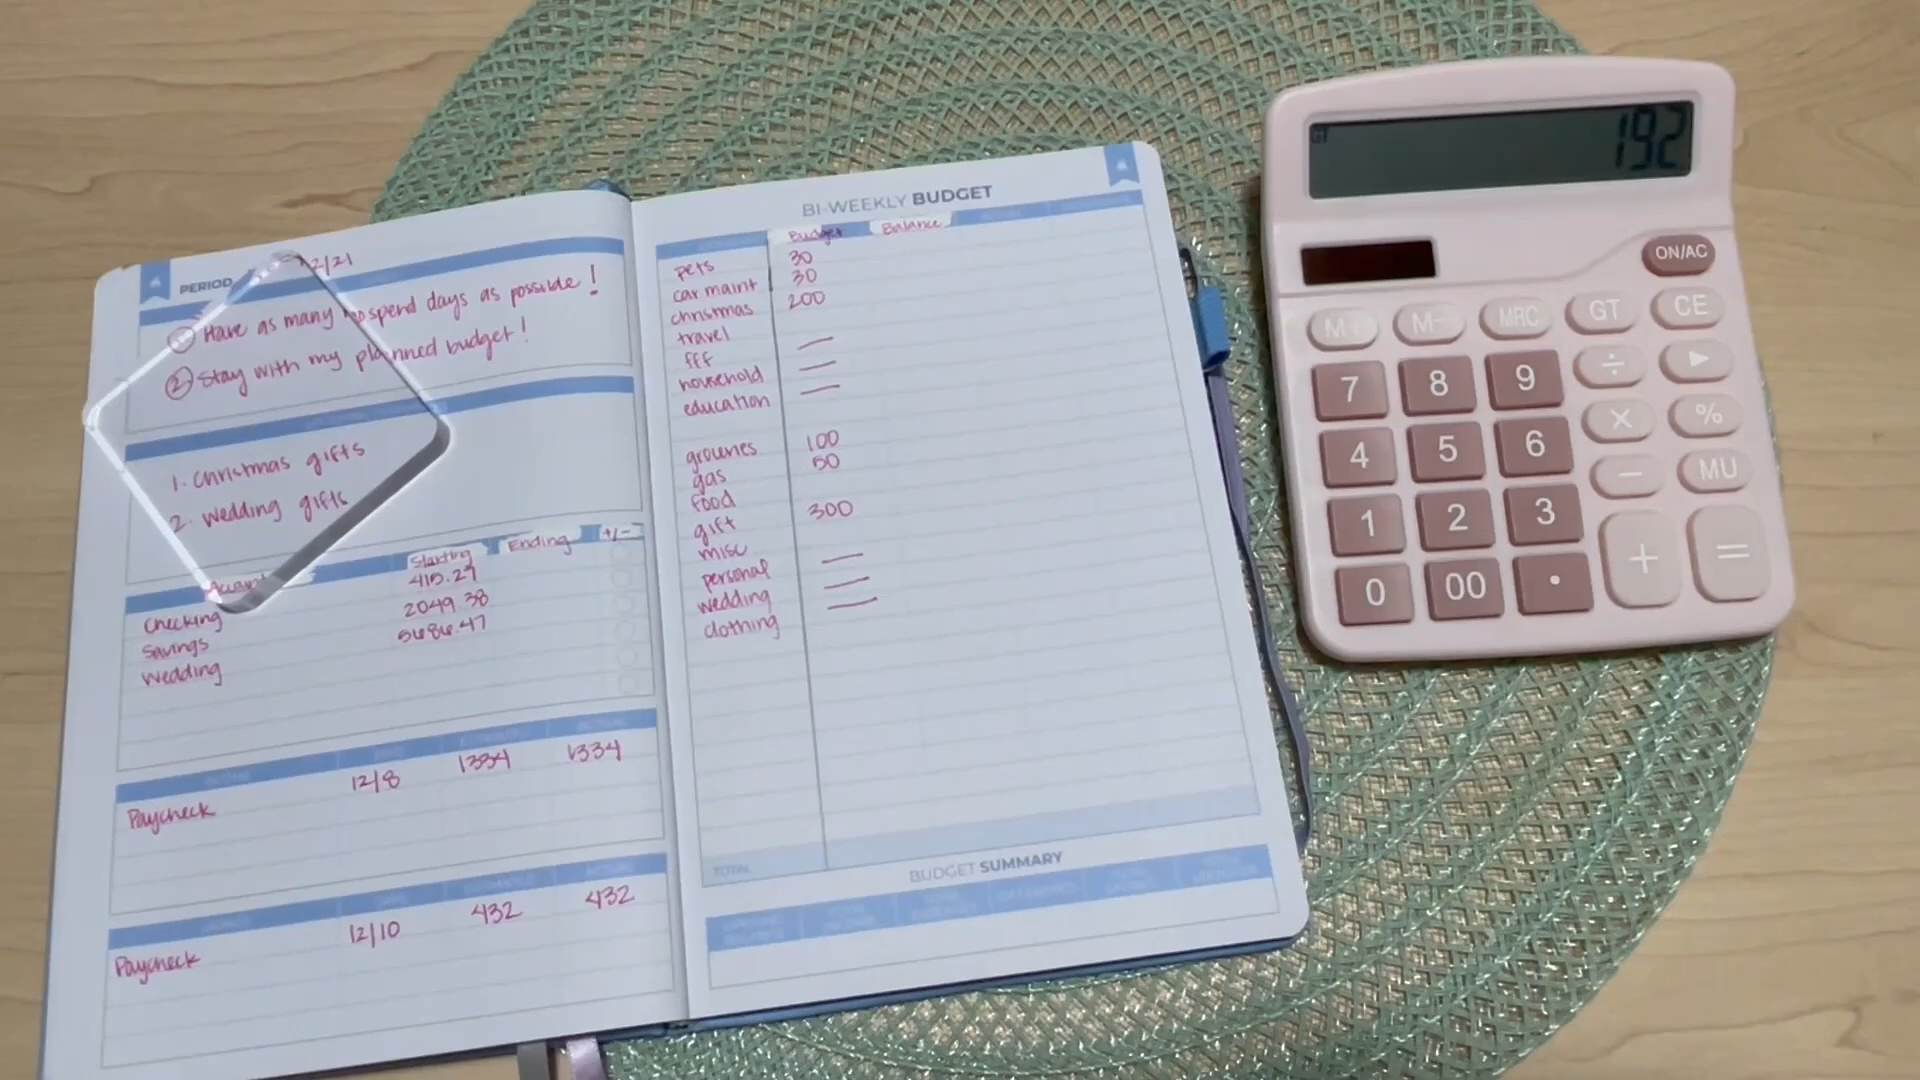 PERIOD 12/21
1 Have as many no spend days as possible!
2 Stay with my planned budget!
1. Christmas gifts
2. Wedding gifts
Account Starting Ending +/-
Checking 415.27
Savings 2049.38
Wedding 5686.47
Paycheck 12/8 1334 1334
Paycheck 12/10 432 432
BI-WEEKLY BUDGET
Budget Balance
pets 30
car maint 30
christmas 200
travel
fff
household
education
groceries 100
gas 50
food
gift 300
misc
personal
wedding
clothing
TOTAL
BUDGET SUMMARY
192
ON/AC
M+ M- MRC GT CE
7 8 9 ÷ ▶
4 5 6 × %
1 2 3 − MU
0 00 . + =